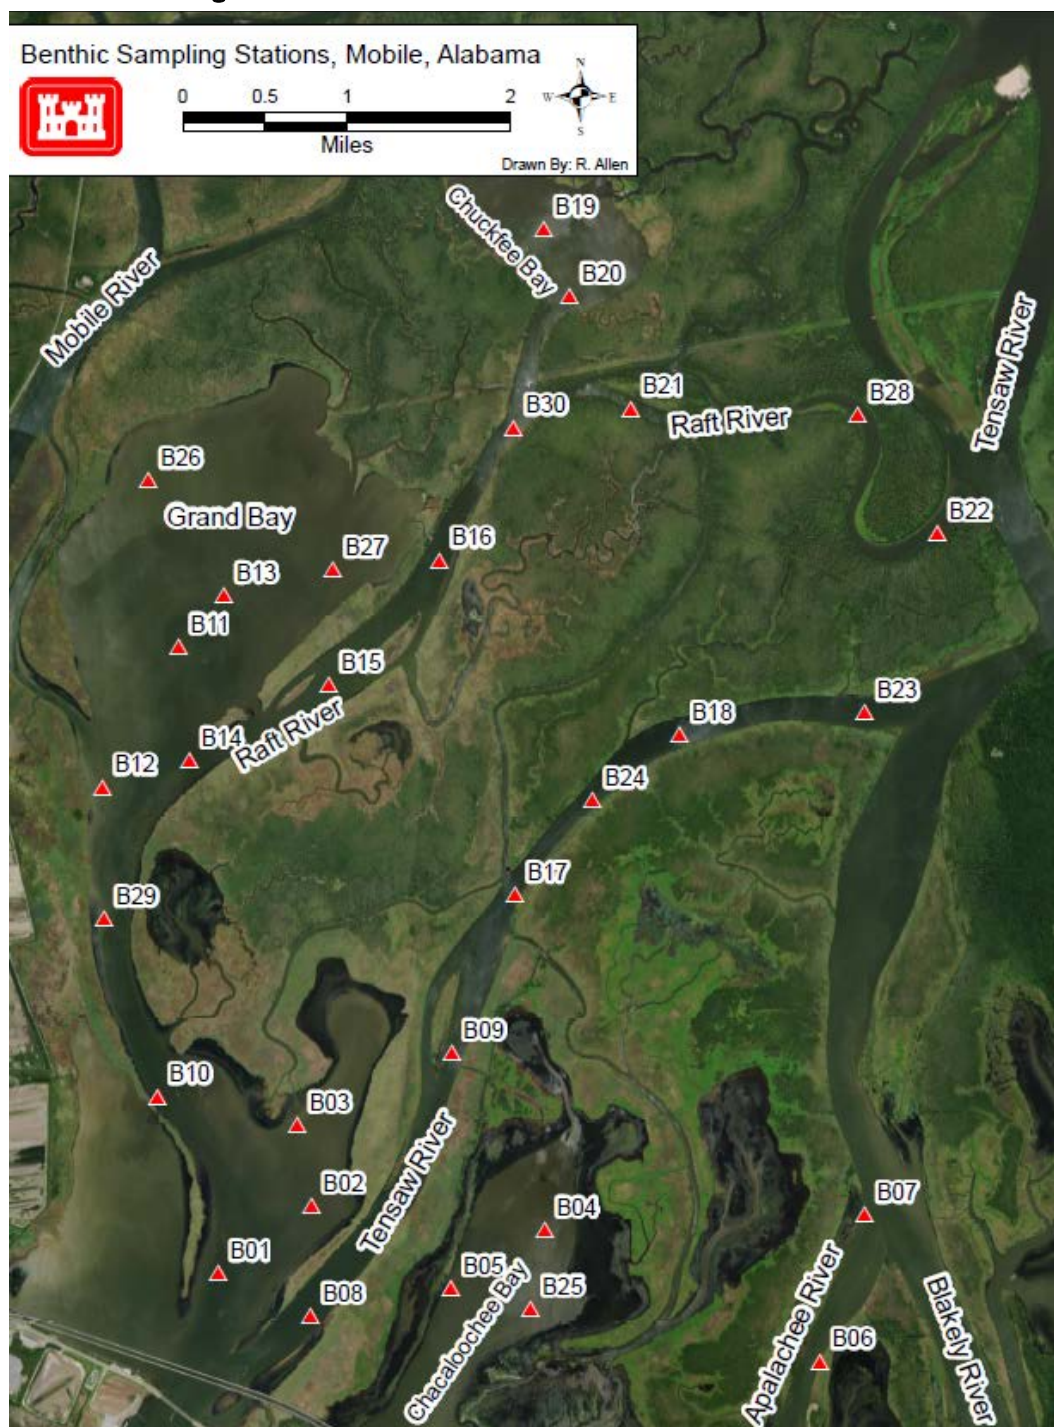 Benthic Sampling Stations, Mobile, Alabama
N
W E
S
0 0.5 1 2
Miles
Drawn By: R. Allen
Chuckfee Bay
B19
B20
Mobile River
Tensaw River
B21
B28
B30
Raft River
B26
Grand Bay
B22
B16
B27
B13
B11
B15
B23
B18
B14
Raft River
B12
B24
B17
B29
B09
B10
B03
Tensaw River
B02
B07
B04
B01
B05
B25
B08
Chacaloochee Bay
Apalachee River
Blakely River
B06